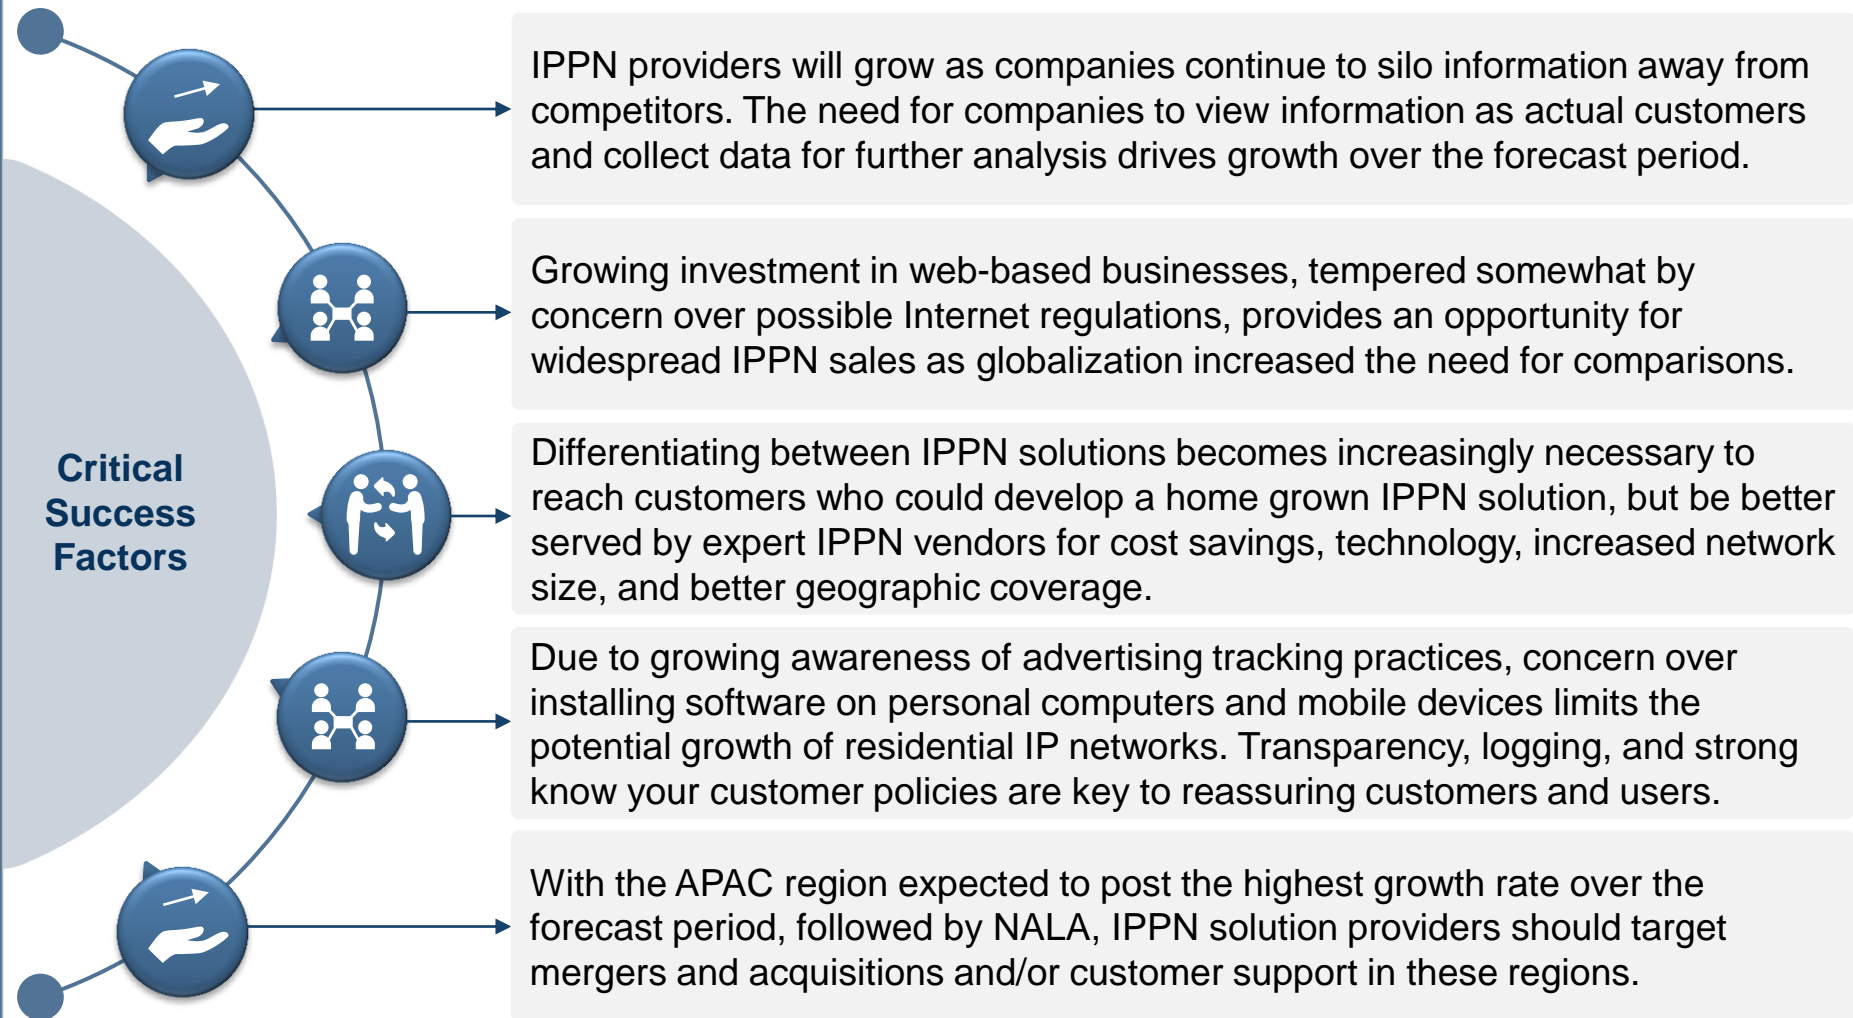 Critical
Success
Factors
IPPN providers will grow as companies continue to silo information away from
competitors. The need for companies to view information as actual customers
and collect data for further analysis drives growth over the forecast period.
Growing investment in web-based businesses, tempered somewhat by
concern over possible Internet regulations, provides an opportunity for
widespread IPPN sales as globalization increased the need for comparisons.
Differentiating between IPPN solutions becomes increasingly necessary to
reach customers who could develop a home grown IPPN solution, but be better
served by expert IPPN vendors for cost savings, technology, increased network
size, and better geographic coverage.
Due to growing awareness of advertising tracking practices, concern over
installing software on personal computers and mobile devices limits the
potential growth of residential IP networks. Transparency, logging, and strong
know your customer policies are key to reassuring customers and users.
With the APAC region expected to post the highest growth rate over the
forecast period, followed by NALA, IPPN solution providers should target
mergers and acquisitions and/or customer support in these regions.